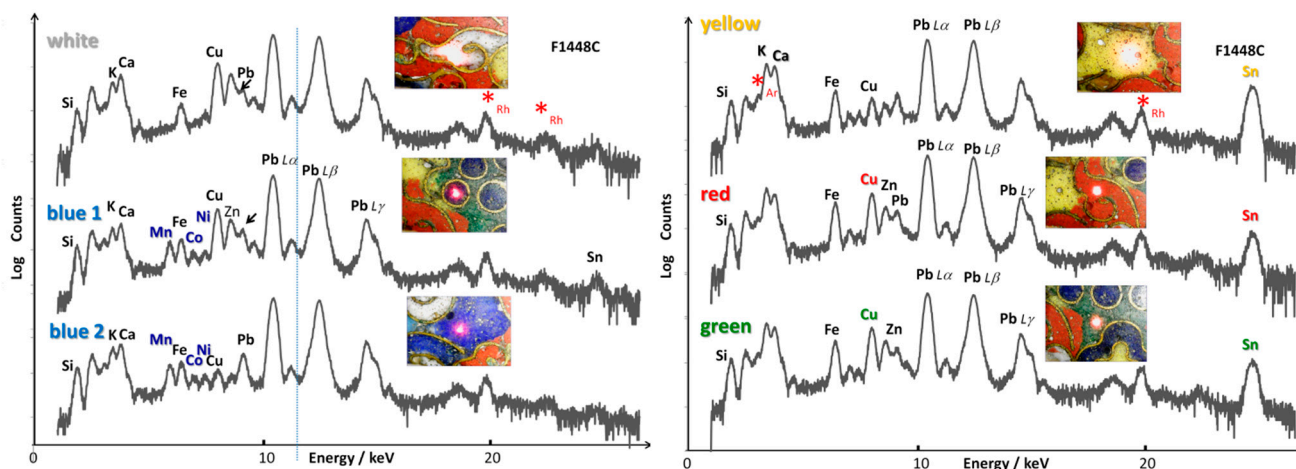 white
Si
K
Ca
Fe
Cu
Pb
* Rh
* Rh
F1448C
blue 1
Si
K
Ca
Mn
Fe
Co
Ni
Cu
Zn
Pb Lα
Pb Lβ
Pb Lγ
Sn
blue 2
Si
K
Ca
Mn
Fe
Co
Ni
Cu
Pb
Log Counts
0
10
20
Energy / keV
yellow
Si
* Ar
K
Ca
Fe
Cu
Pb Lα
Pb Lβ
* Rh
F1448C
Sn
red
Si
Fe
Cu
Zn
Pb
Pb Lα
Pb Lβ
Pb Lγ
Sn
green
Si
Fe
Cu
Zn
Pb Lα
Pb Lβ
Pb Lγ
Sn
Log Counts
0
10
20
Energy / keV